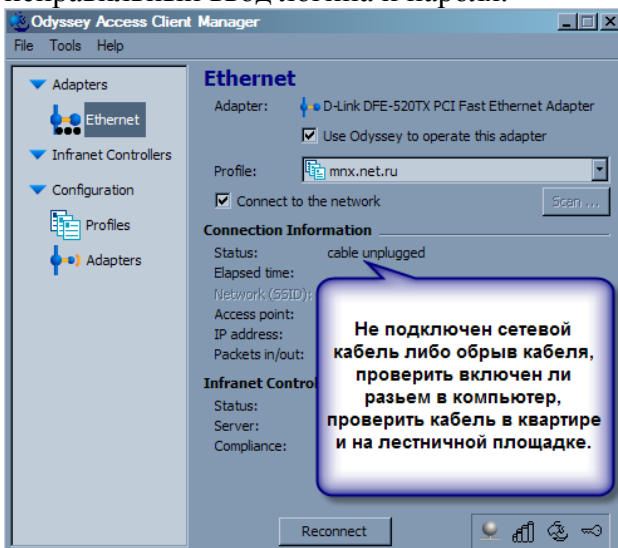 неправильный ввод логина и пароля.
Odyssey Access Client Manager
File Tools Help
Adapters
Ethernet
Infranet Controllers
Configuration
Profiles
Adapters
Ethernet
Adapter: D-Link DFE-520TX PCI Fast Ethernet Adapter
Use Odyssey to operate this adapter
Profile: mnx.net.ru
Connect to the network Scan ...
Connection Information
Status: cable unplugged
Elapsed time:
Network (SSID):
Access point:
IP address:
Packets in/out:
Infranet Control
Status:
Server:
Compliance:
Не подключен сетевой
кабель либо обрыв кабеля,
проверить включен ли
разьем в компьютер,
проверить кабель в квартире
и на лестничной площадке.
Reconnect